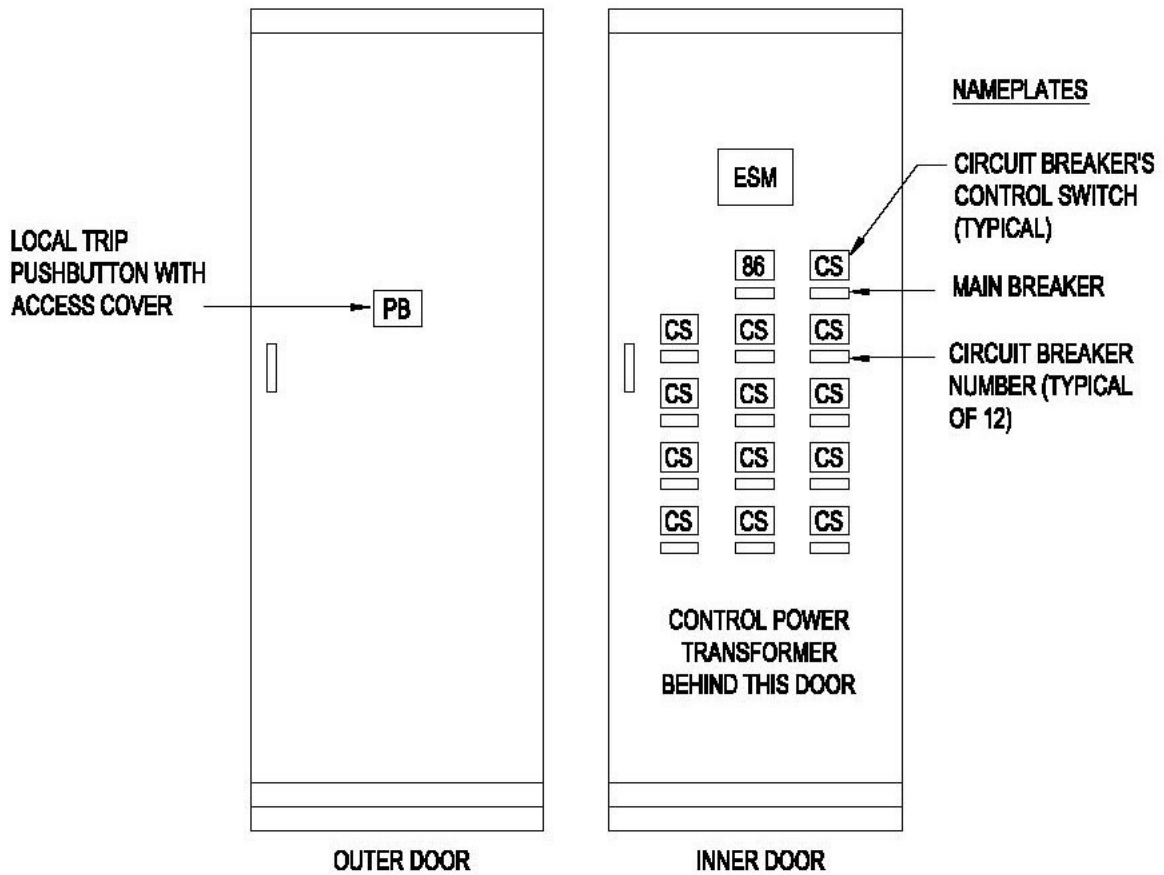 NAMEPLATES
ESM
CIRCUIT BREAKER'S
CONTROL SWITCH
(TYPICAL)
LOCAL TRIP
PUSHBUTTON WITH
ACCESS COVER
PB
86 CS
MAIN BREAKER
CS CS CS
CIRCUIT BREAKER
NUMBER (TYPICAL
OF 12)
CS CS CS
CS CS CS
CS CS CS
CONTROL POWER
TRANSFORMER
BEHIND THIS DOOR
OUTER DOOR
INNER DOOR